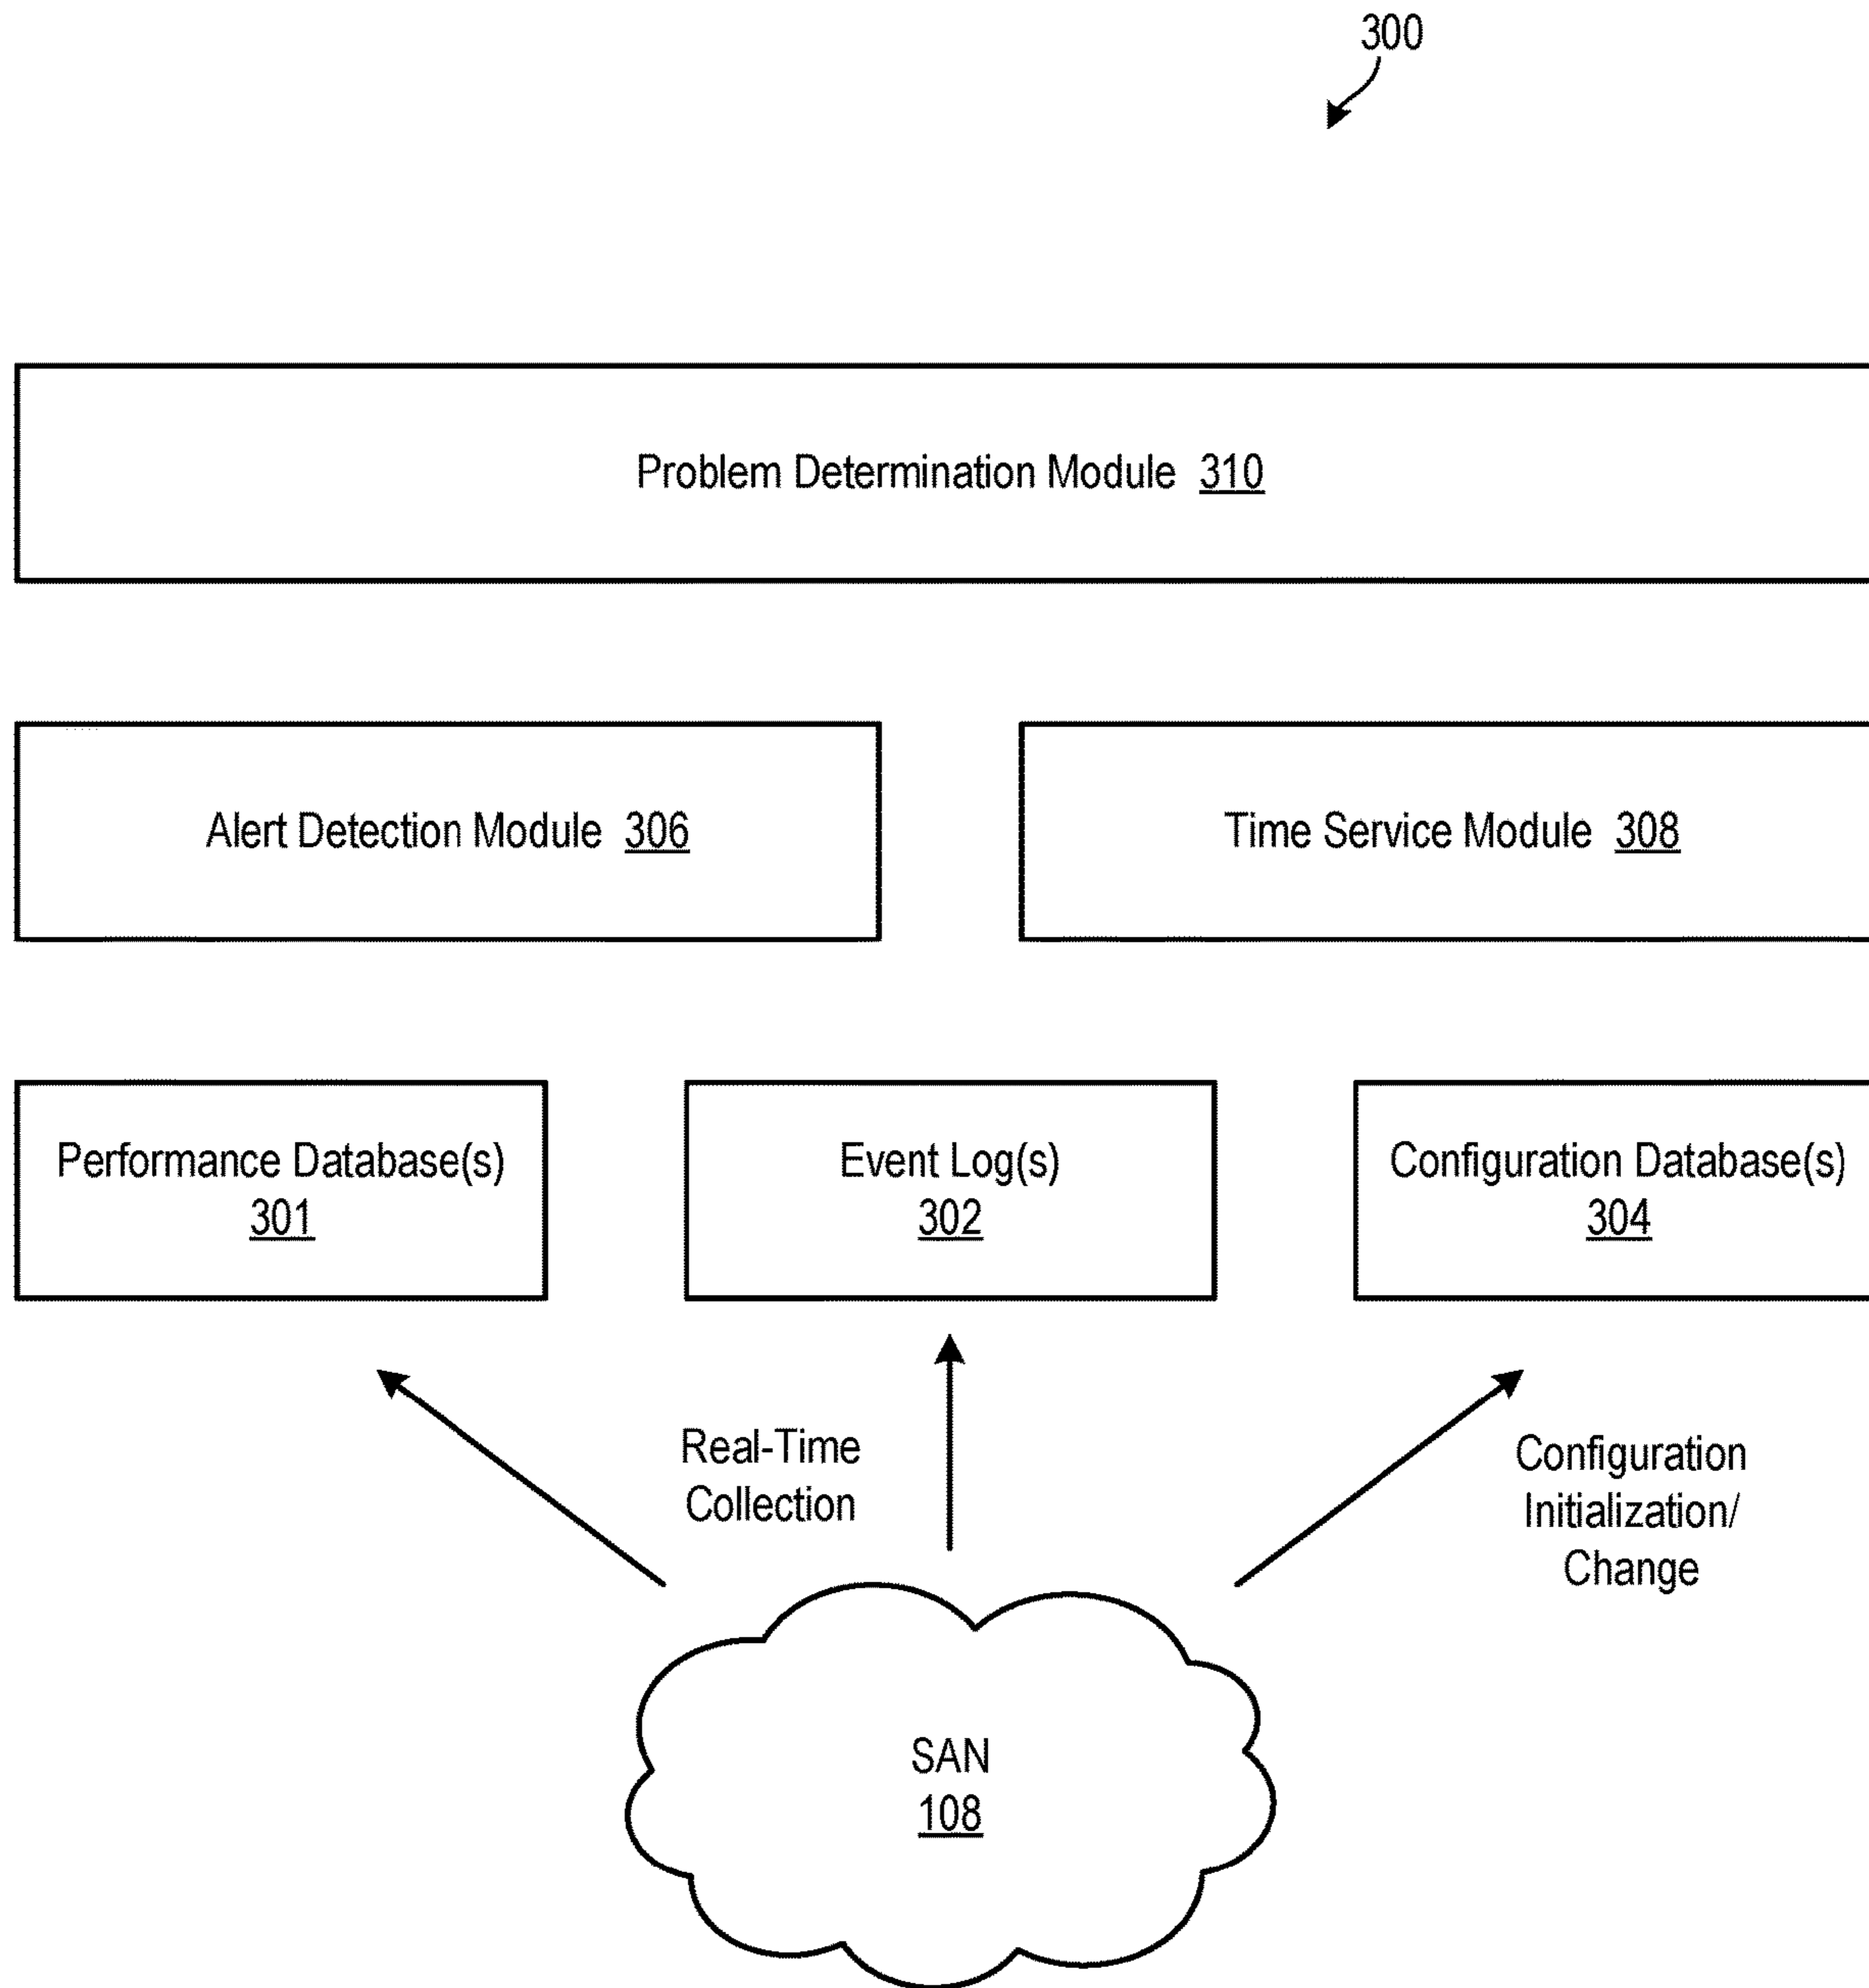 300
Problem Determination Module 310
Alert Detection Module 306
Time Service Module 308
Performance Database(s)
301
Event Log(s)
302
Configuration Database(s)
304
Real-Time
Collection
Configuration
Initialization/
Change
SAN
108